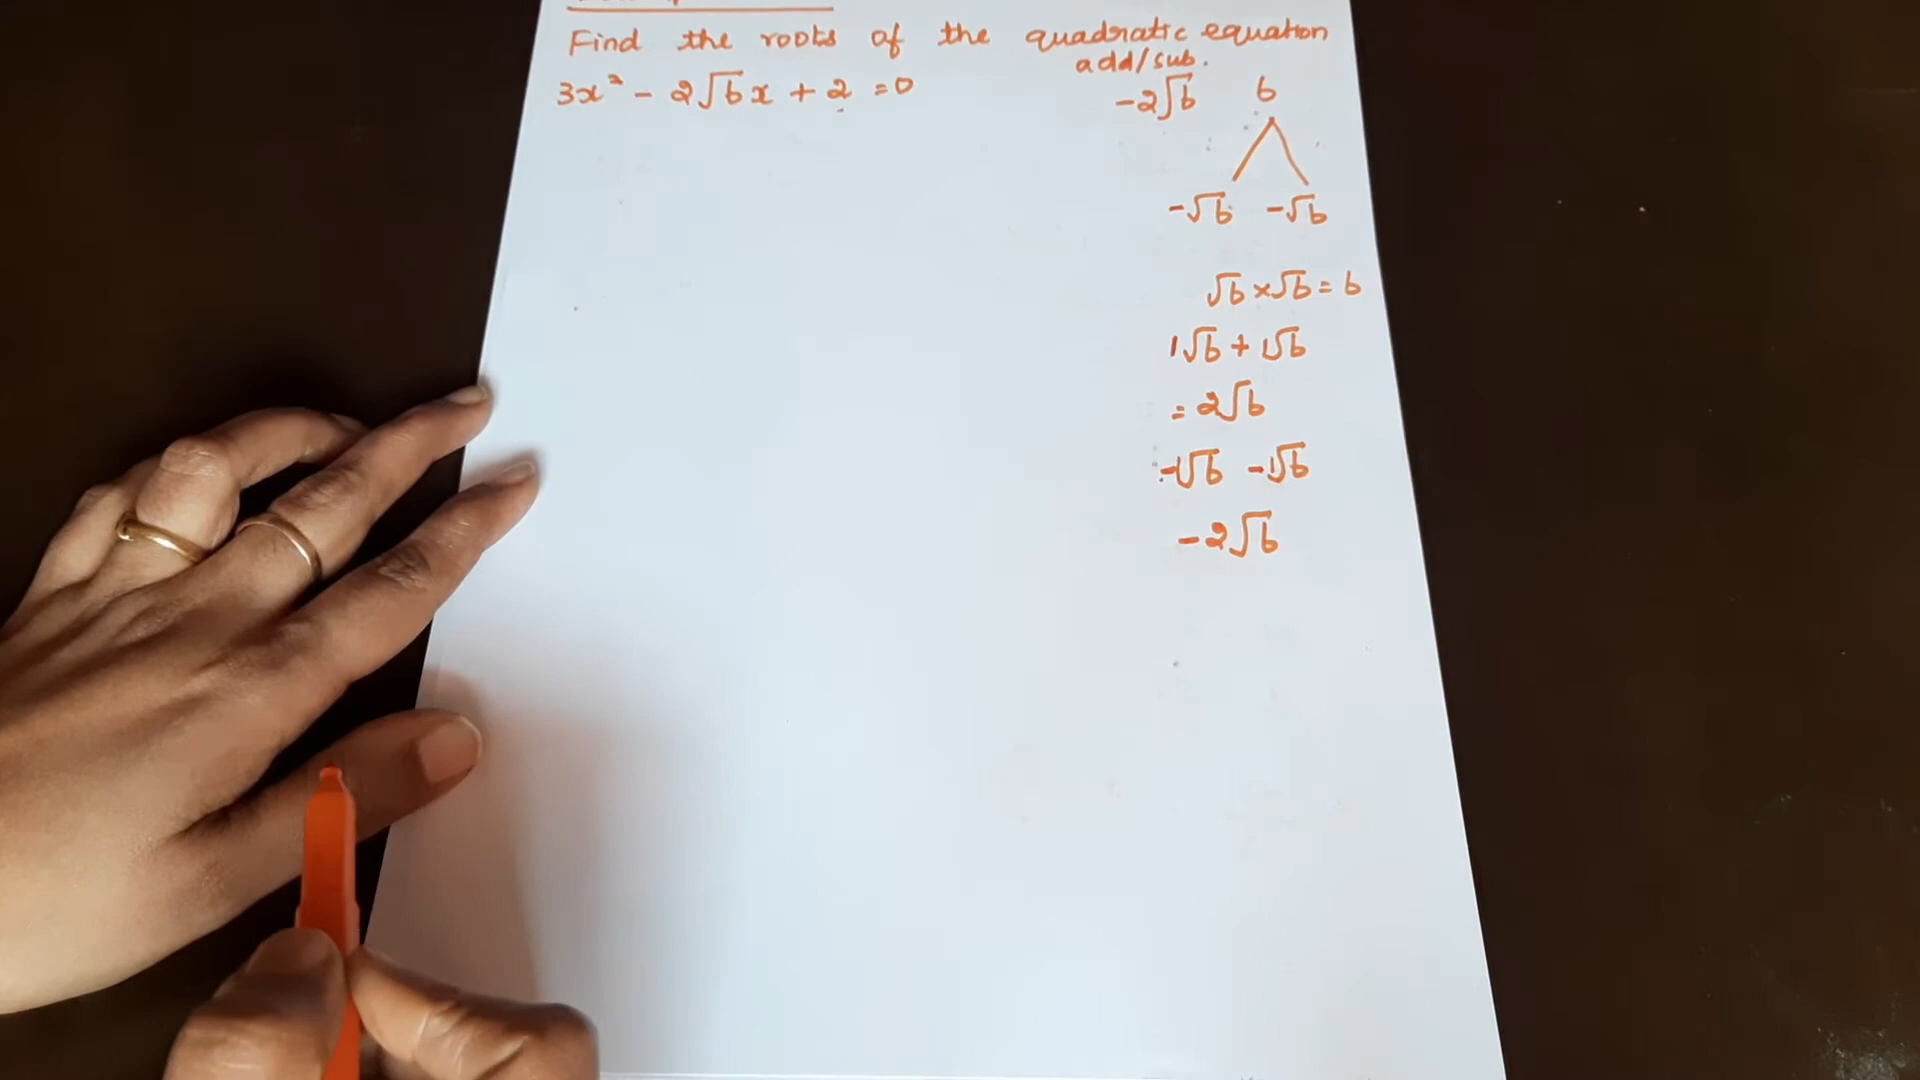 Find the roots of the quadratic equation
3x² - 2√6x + 2 = 0
add/sub.
-2√6 6
-√6 -√6
√6 × √6 = 6
1√6 + 1√6
= 2√6
-1√6 -1√6
-2√6